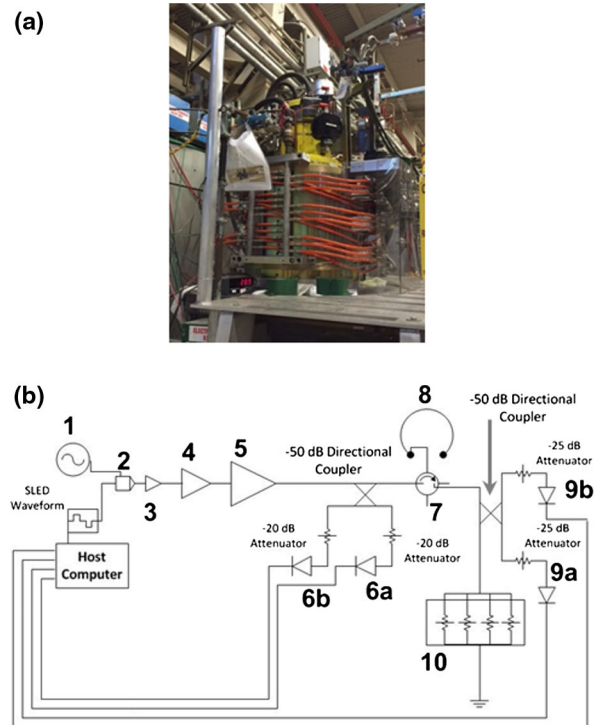 (a)
(b)
1
2
3
4
5
-50 dB Directional
Coupler
8
-50 dB Directional
Coupler
-25 dB
Attenuator
9b
SLED
Waveform
7
-20 dB
Attenuator
-20 dB
Attenuator
-25 dB
Attenuator
9a
Host
Computer
6b
6a
10